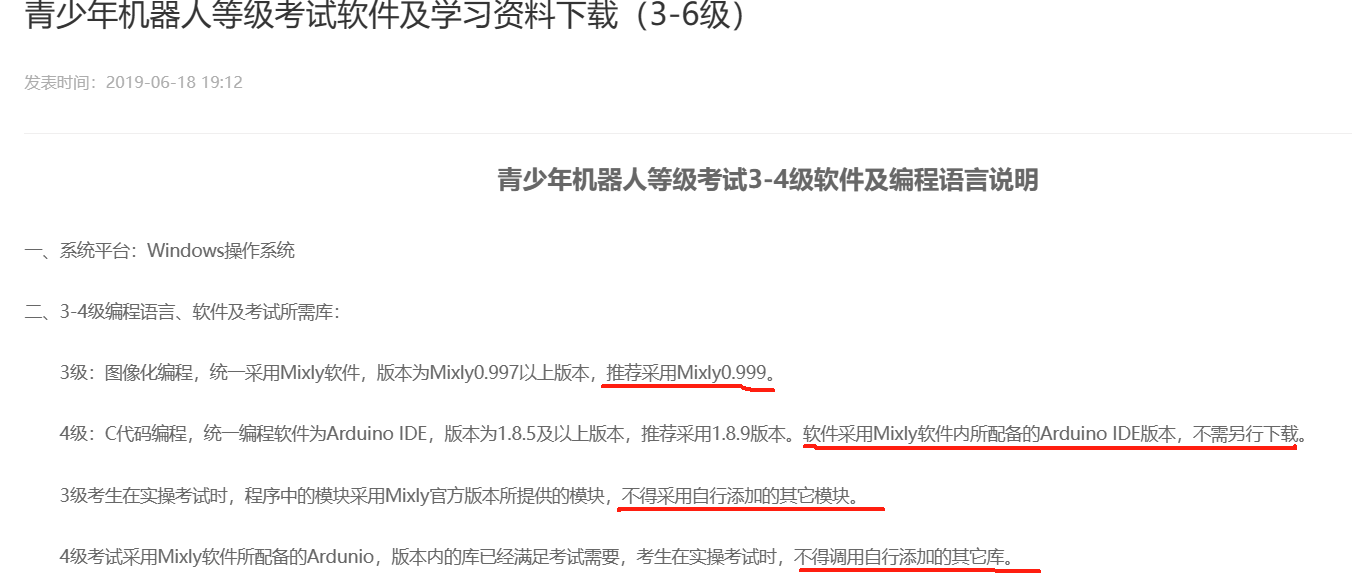 青少年机器人等级考试软件及学习资料下载（3-6级）
发表时间：2019-06-18 19:12
青少年机器人等级考试3-4级软件及编程语言说明
一、系统平台：Windows操作系统
二、3-4级编程语言、软件及考试所需库：
3级：图像化编程，统一采用Mixly软件，版本为Mixly0.997以上版本，推荐采用Mixly0.999。
4级：C代码编程，统一编程软件为Arduino IDE，版本为1.8.5及以上版本，推荐采用1.8.9版本。软件采用Mixly软件内所配备的Arduino IDE版本，不需另行下载。
3级考生在实操考试时，程序中的模块采用Mixly官方版本所提供的模块，不得采用自行添加的其它模块。
4级考试采用Mixly软件所配备的Ardunio，版本内的库已经满足考试需要，考生在实操考试时，不得调用自行添加的其它库。